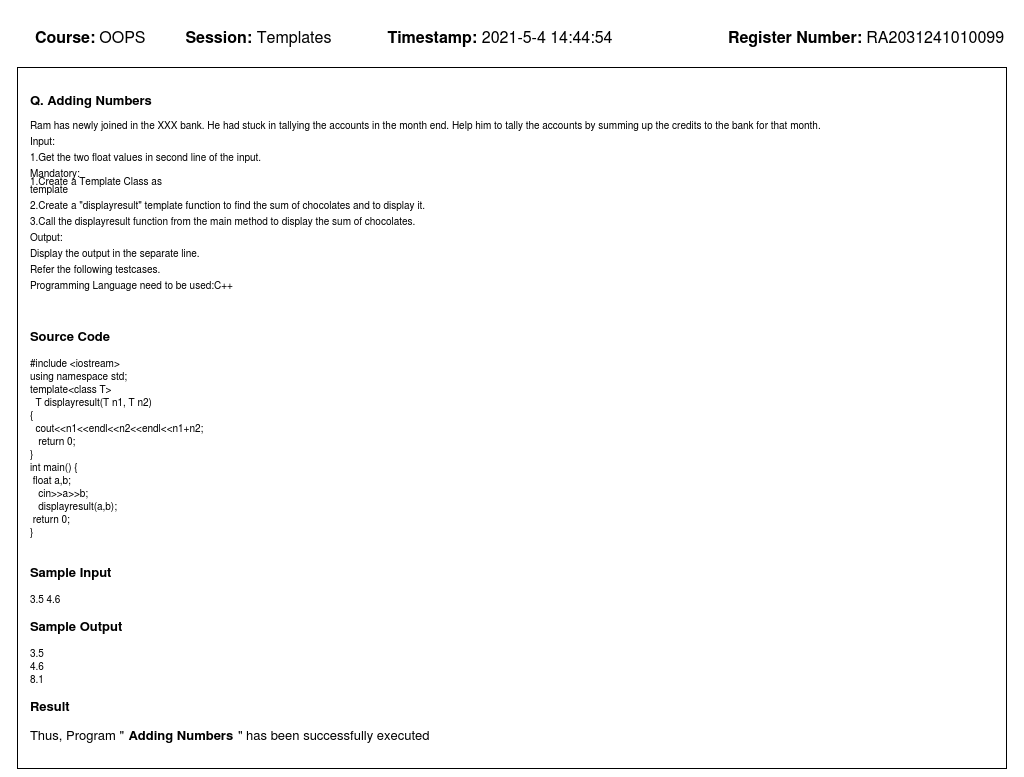 Course: OOPS Session: Templates Timestamp: 2021-5-4 14:44:54 Register Number: RA2031241010099
Q. Adding Numbers
Ram has newly joined in the XXX bank. He had stuck in tallying the accounts in the month end. Help him to tally the accounts by summing up the credits to the bank for that month.
Input:
1.Get the two float values in second line of the input.
Mandatory:
1.Create a Template Class as
template
2.Create a "displayresult" template function to find the sum of chocolates and to display it.
3.Call the displayresult function from the main method to display the sum of chocolates.
Output:
Display the output in the separate line.
Refer the following testcases.
Programming Language need to be used:C++
Source Code
#include <iostream>
using namespace std;
template<class T>
  T displayresult(T n1, T n2)
{
  cout<<n1<<endl<<n2<<endl<<n1+n2;
   return 0;
}
int main() {
 float a,b;
   cin>>a>>b;
   displayresult(a,b);
 return 0;
}
Sample Input
3.5 4.6
Sample Output
3.5
4.6
8.1
Result
Thus, Program " Adding Numbers " has been successfully executed